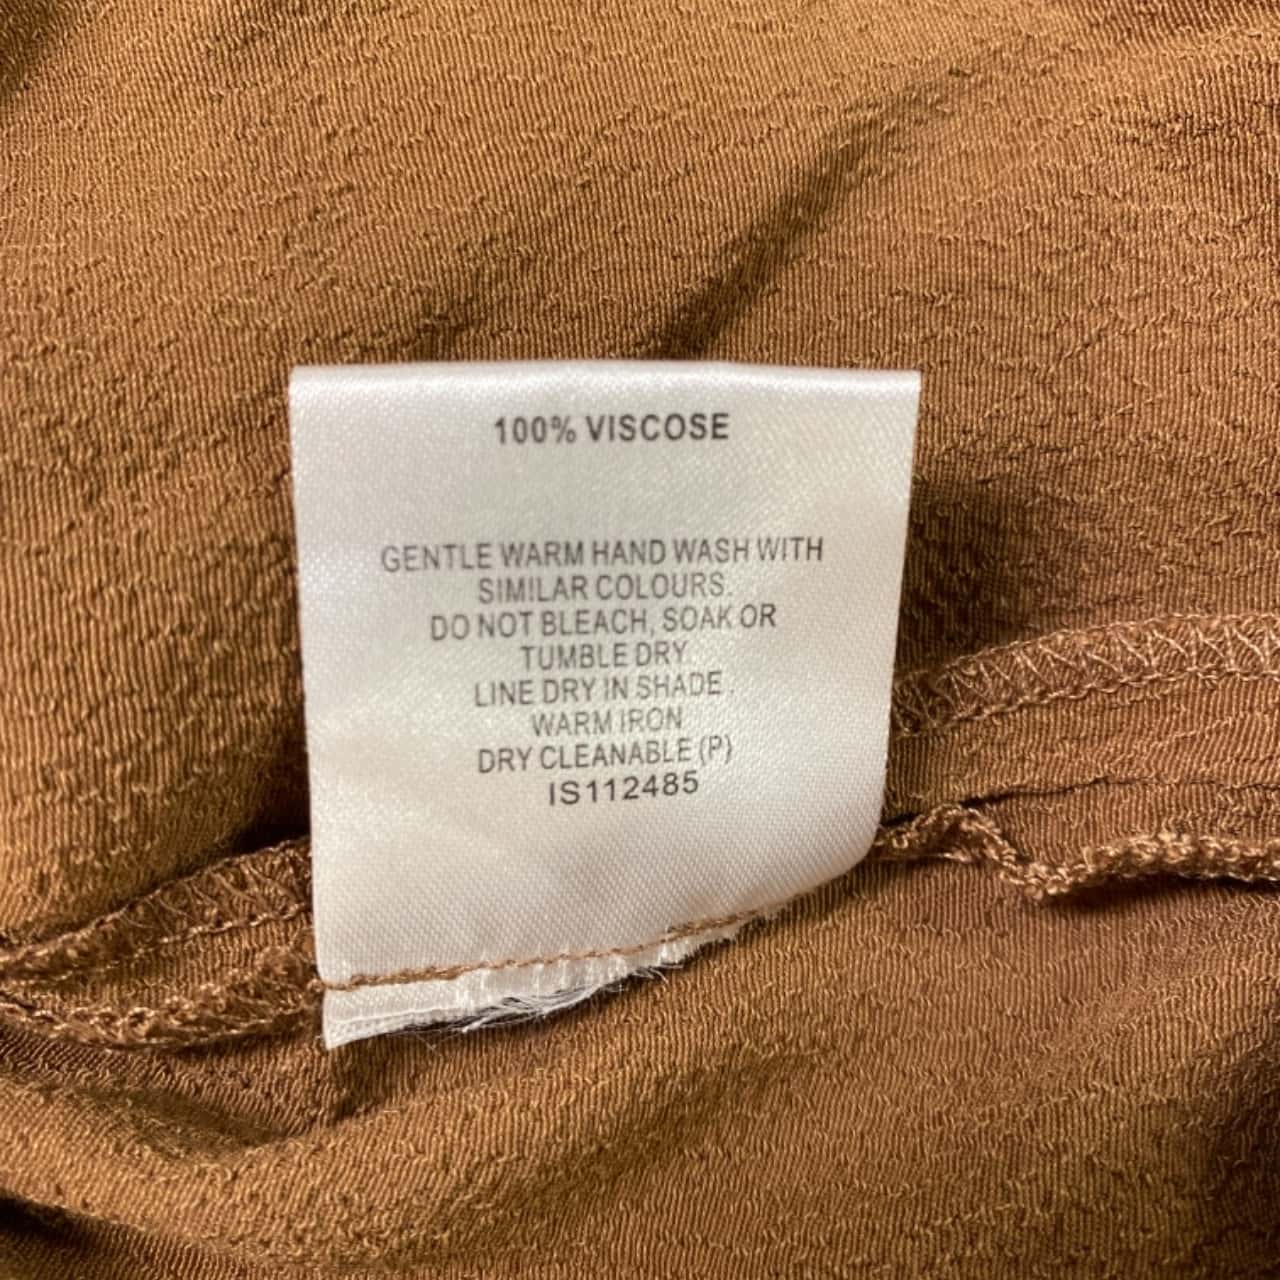 100% VISCOSE
GENTLE WARM HAND WASH WITH
SIMILAR COLOURS.
DO NOT BLEACH, SOAK OR
TUMBLE DRY.
LINE DRY IN SHADE.
WARM IRON
DRY CLEANABLE (P)
IS112485